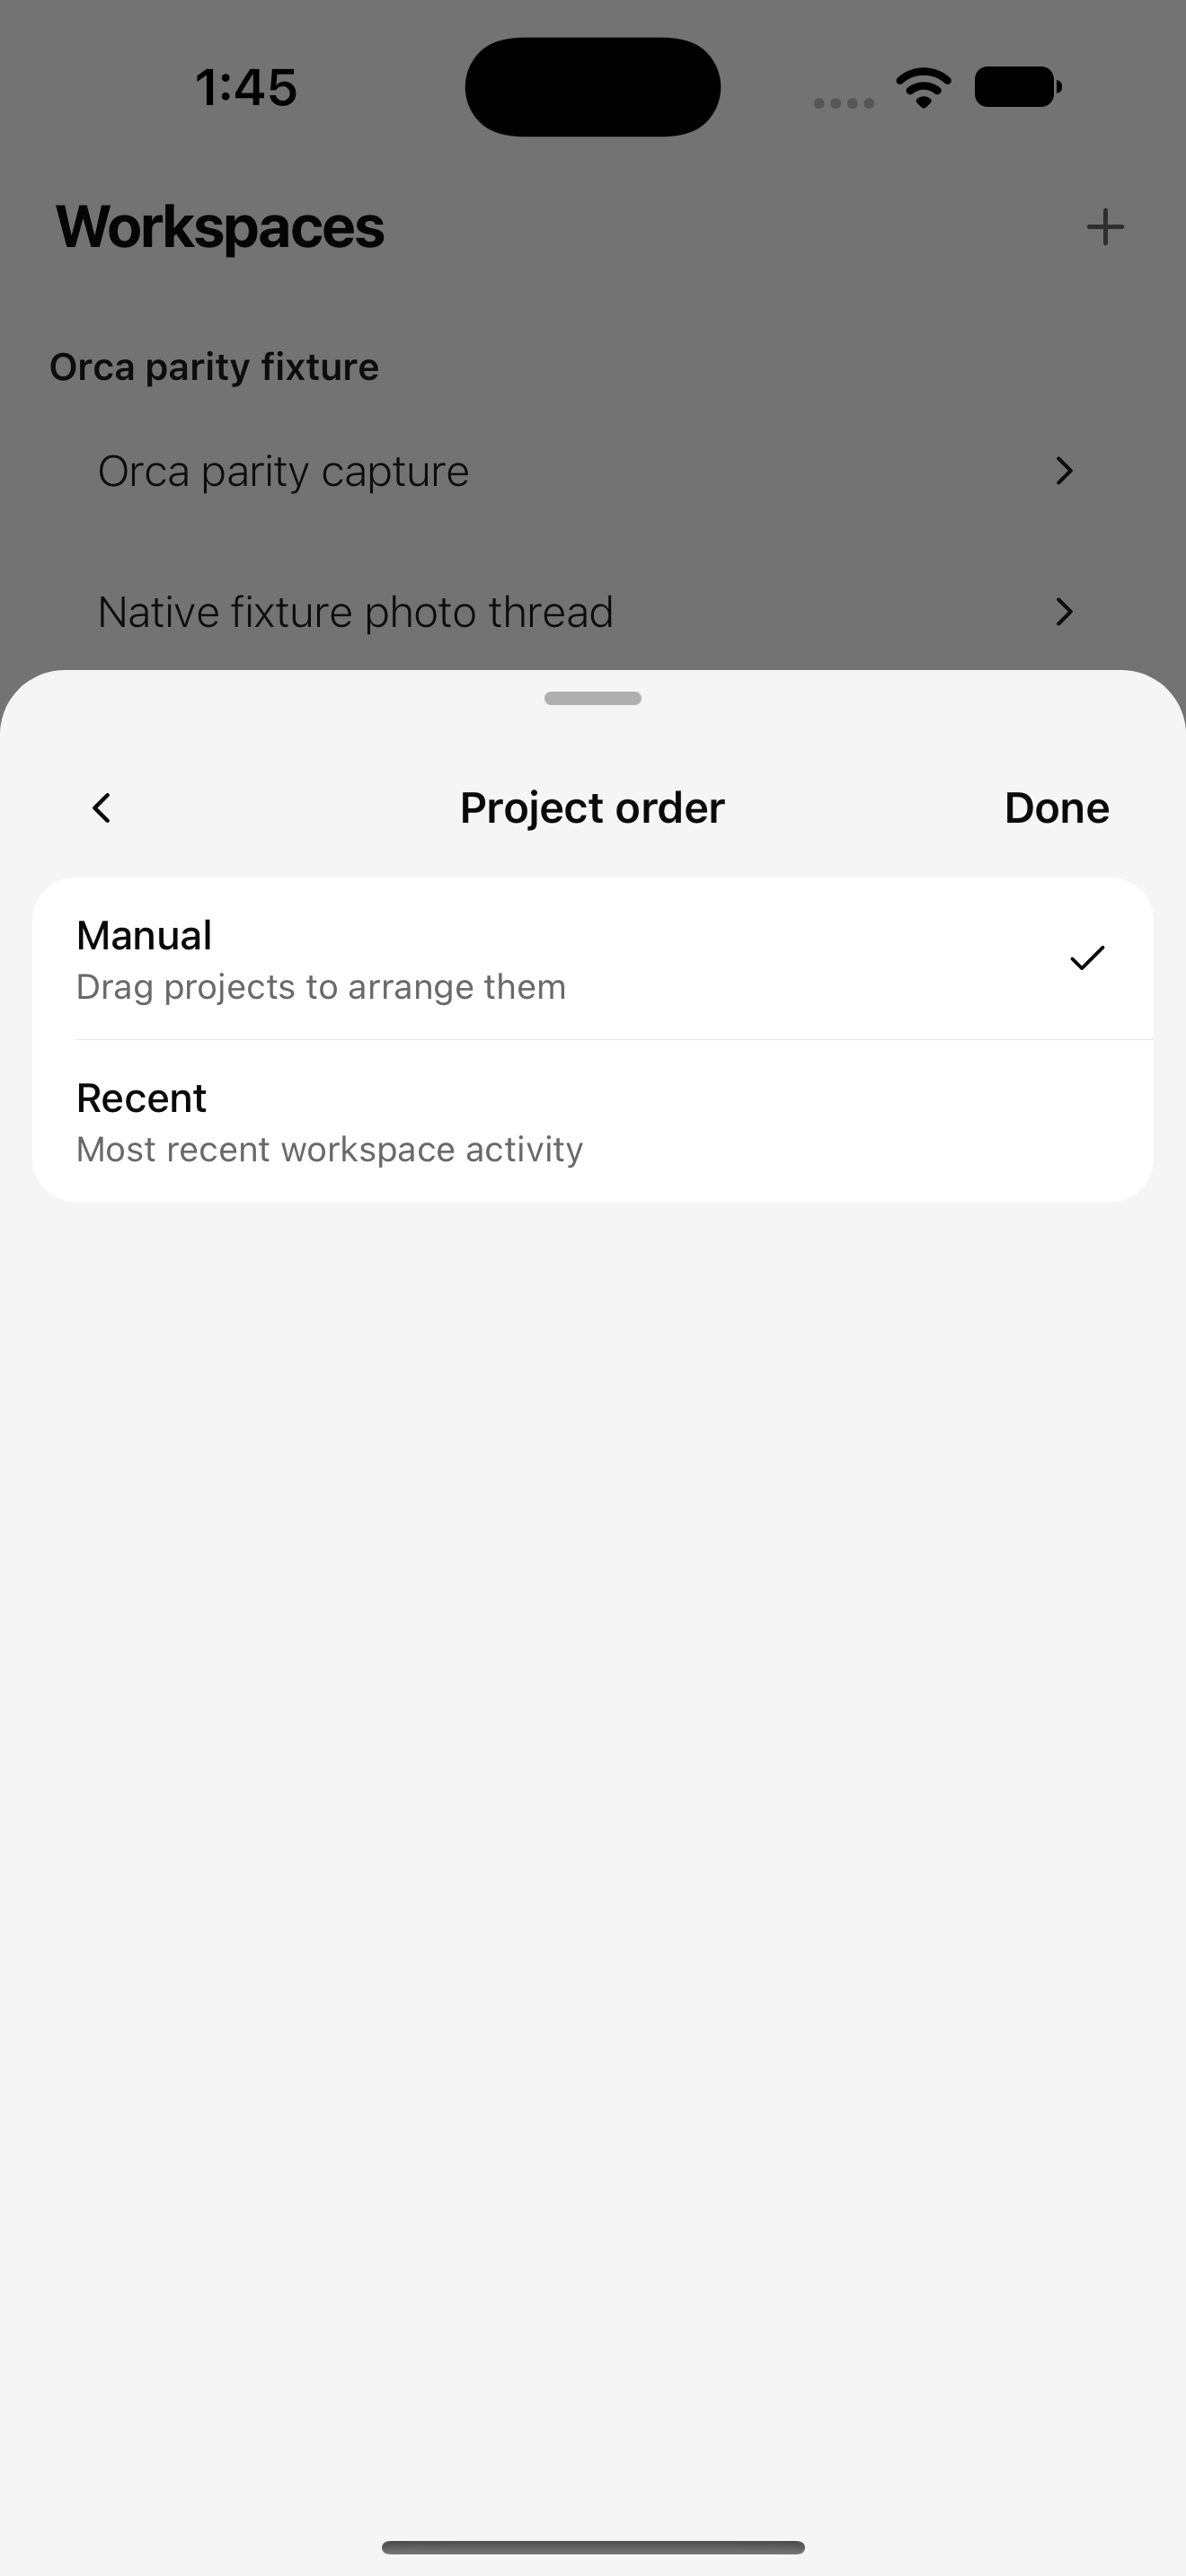 1:45
Workspaces
Orca parity fixture
Orca parity capture
Native fixture photo thread
Project order
Done
Manual
Drag projects to arrange them
Recent
Most recent workspace activity